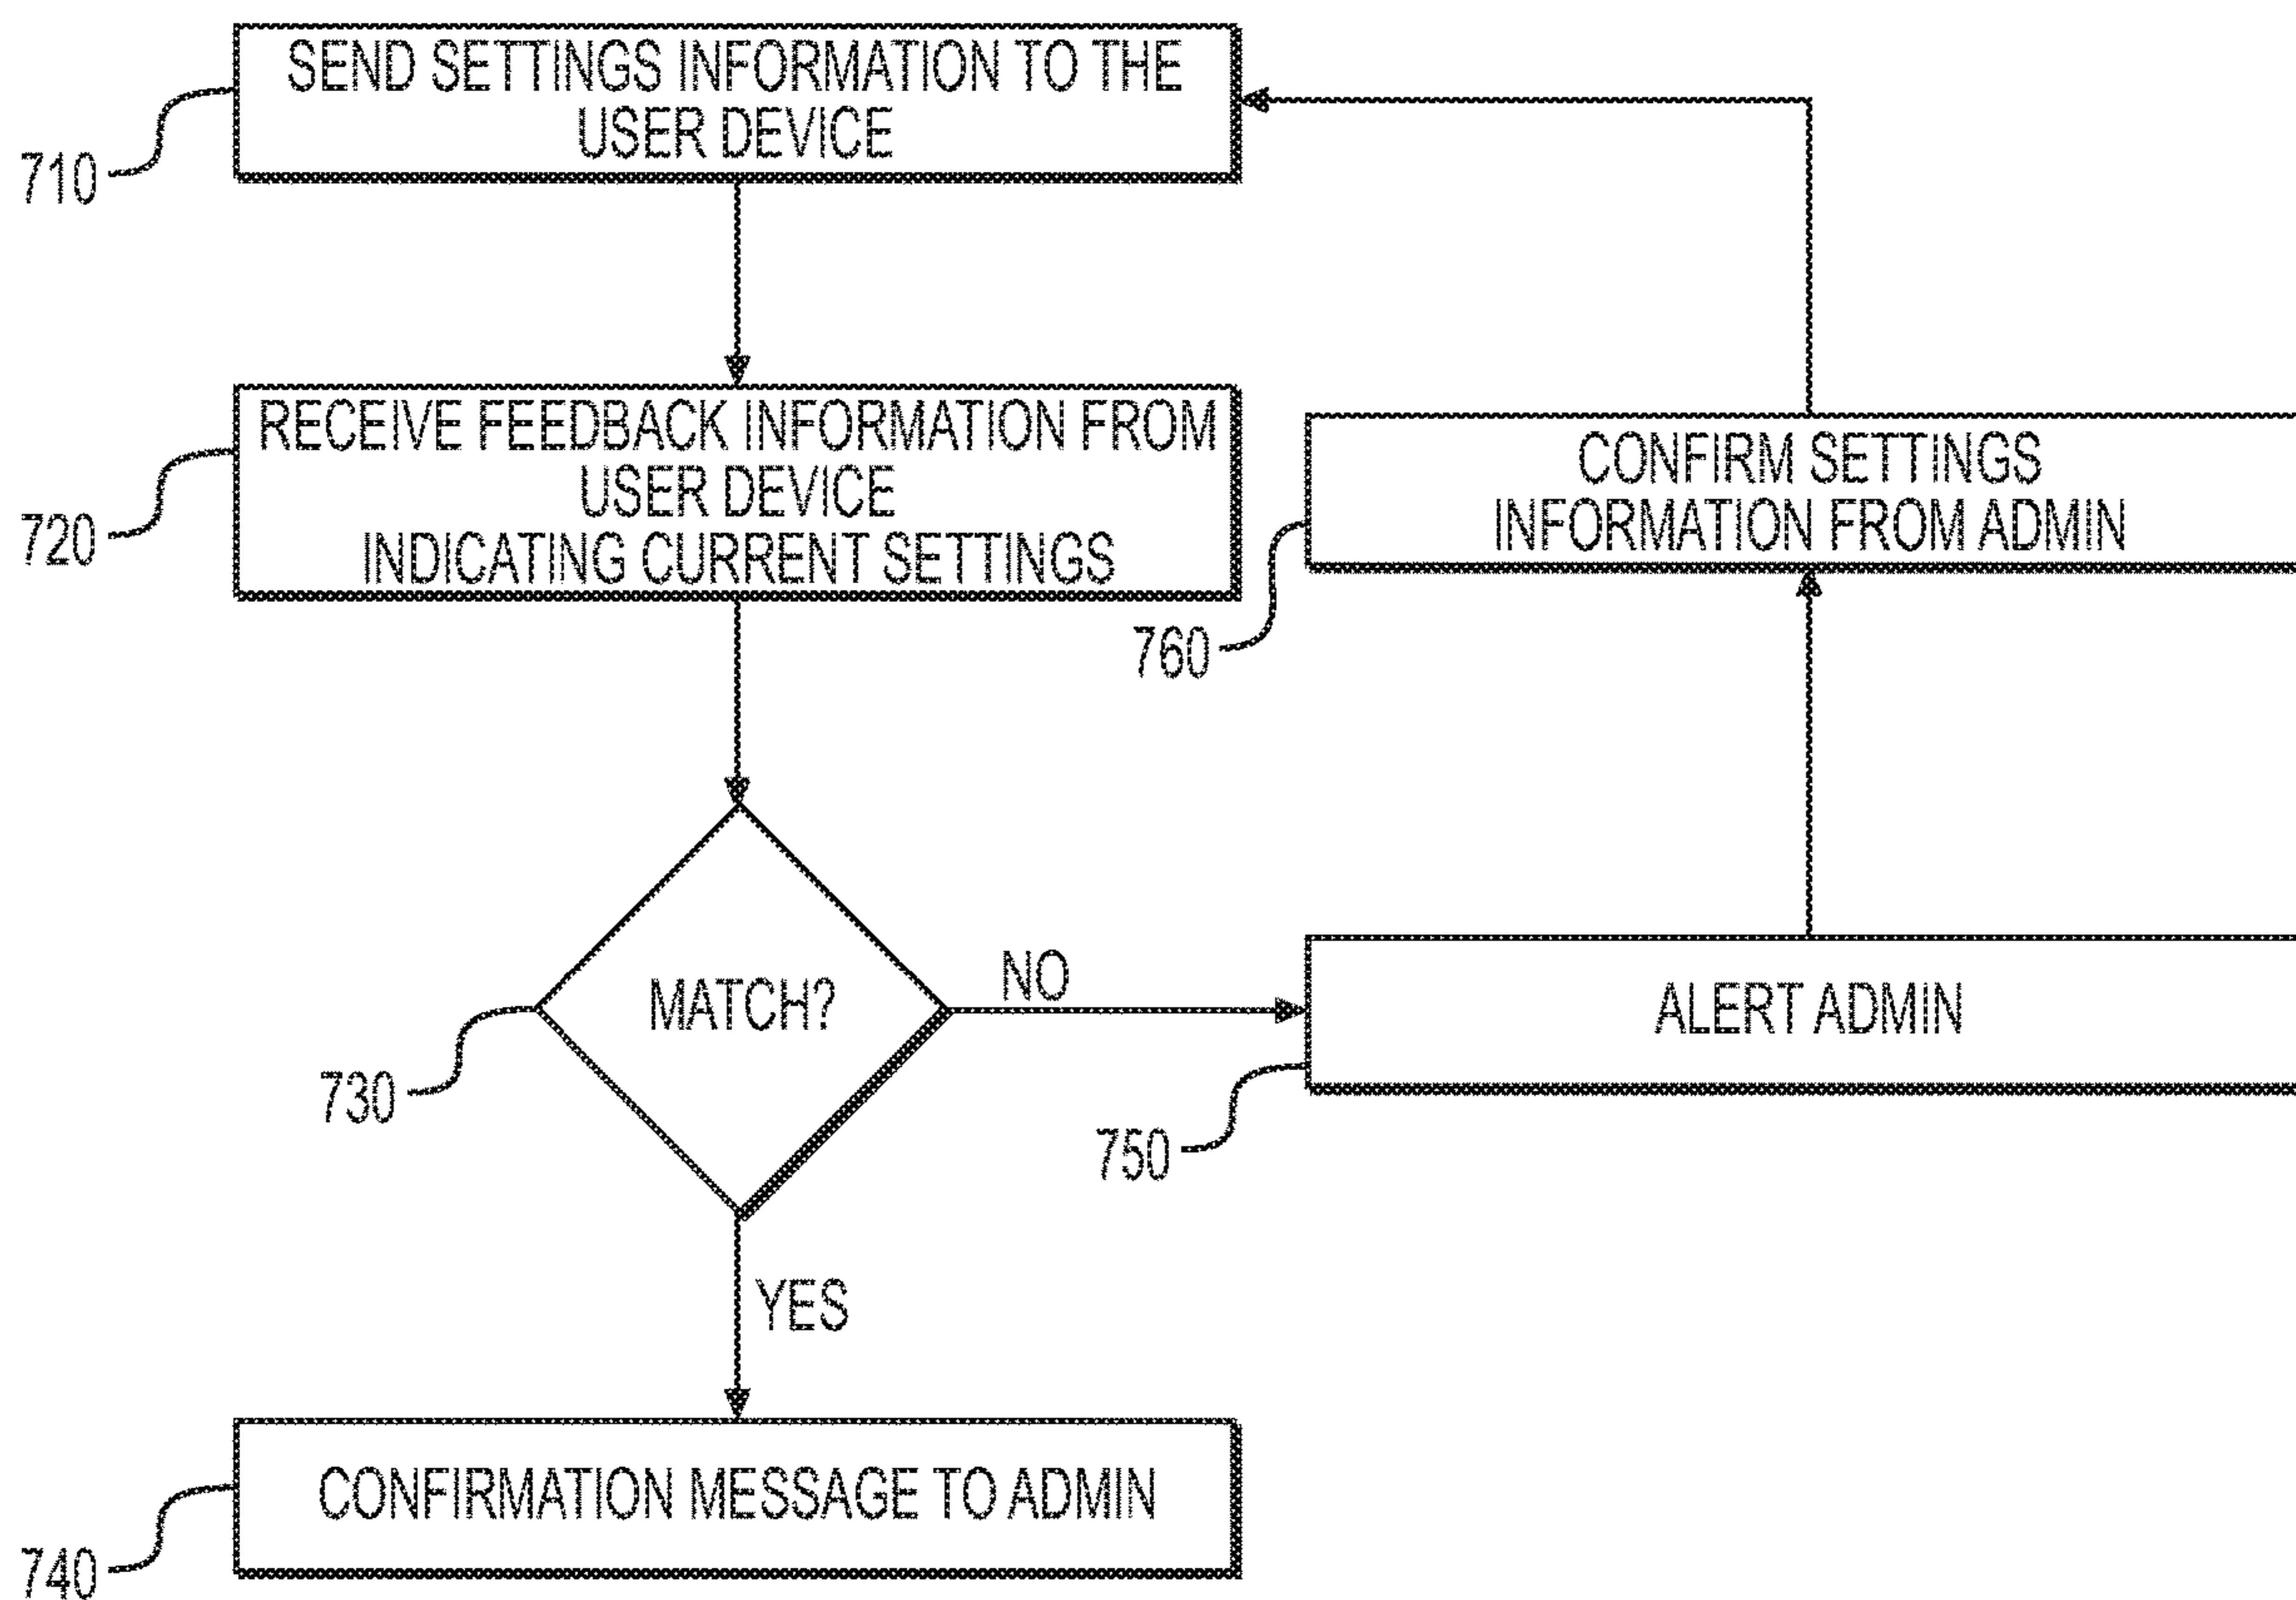 SEND SETTINGS INFORMATION TO THE
USER DEVICE
710
RECEIVE FEEDBACK INFORMATION FROM
USER DEVICE
INDICATING CURRENT SETTINGS
720
CONFIRM SETTINGS
INFORMATION FROM ADMIN
760
MATCH?
730
NO
ALERT ADMIN
750
YES
CONFIRMATION MESSAGE TO ADMIN
740